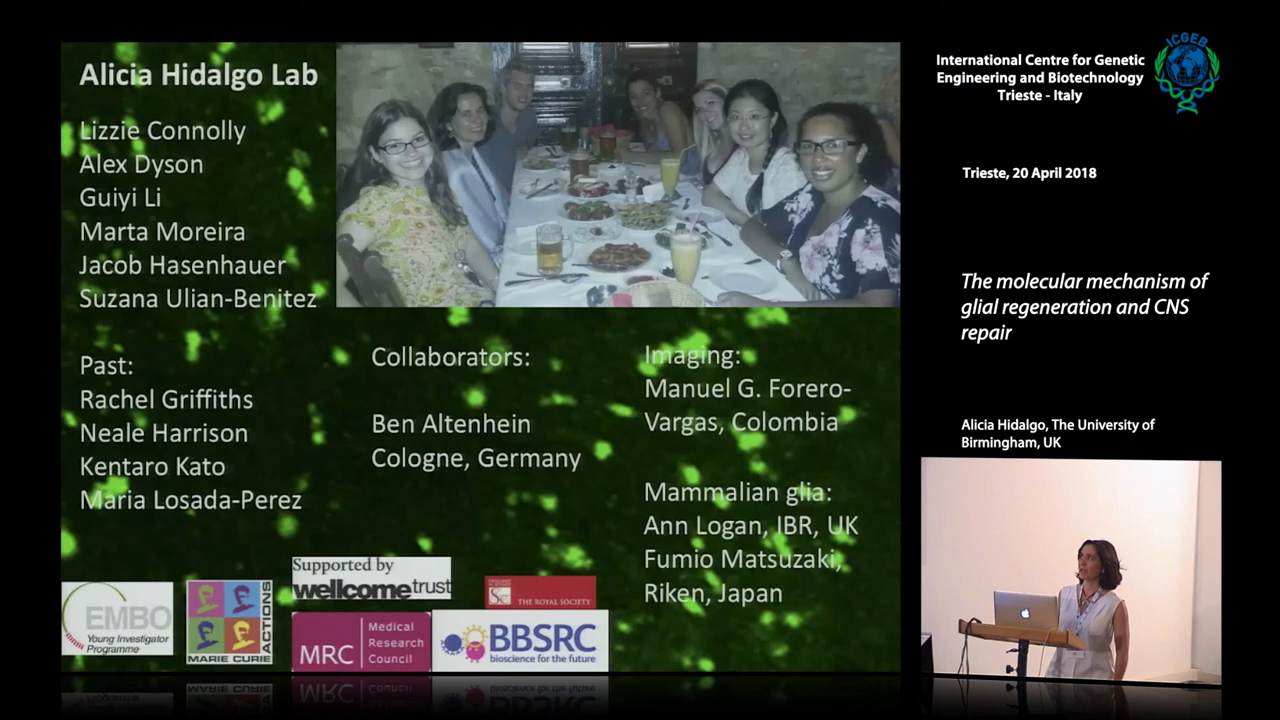 Alicia Hidalgo Lab
Lizzie Connolly
Alex Dyson
Guiyi Li
Marta Moreira
Jacob Hasenhauer
Suzana Ulian-Benitez
Past:
Rachel Griffiths
Neale Harrison
Kentaro Kato
Maria Losada-Perez
Collaborators:
Ben Altenhein
Cologne, Germany
Imaging:
Manuel G. Forero-
Vargas, Colombia
Mammalian glia:
Ann Logan, IBR, UK
Fumio Matsuzaki,
Riken, Japan
EMBO
Young Investigator
Programme
MARIE CURIE
ACTIONS
Supported by
wellcometrust
MRC
Medical
Research
Council
THE ROYAL SOCIETY
BBSRC
bioscience for the future
International Centre for Genetic
Engineering and Biotechnology
Trieste - Italy
ICGEB
Trieste, 20 April 2018
The molecular mechanism of
glial regeneration and CNS
repair
Alicia Hidalgo, The University of
Birmingham, UK